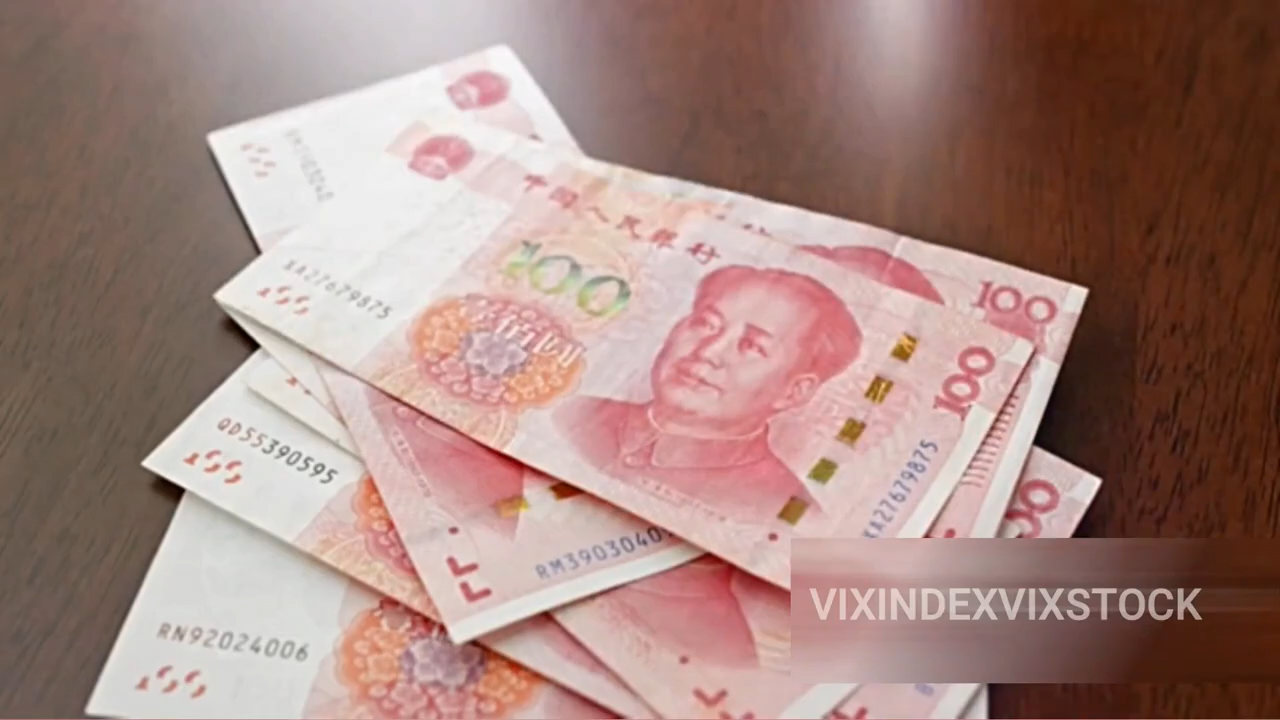 中国人民银行
100
100
100
XA27679875
XA27679875
QD55390595
RM3903040
RN92024006
VIXINDEXVIXSTOCK